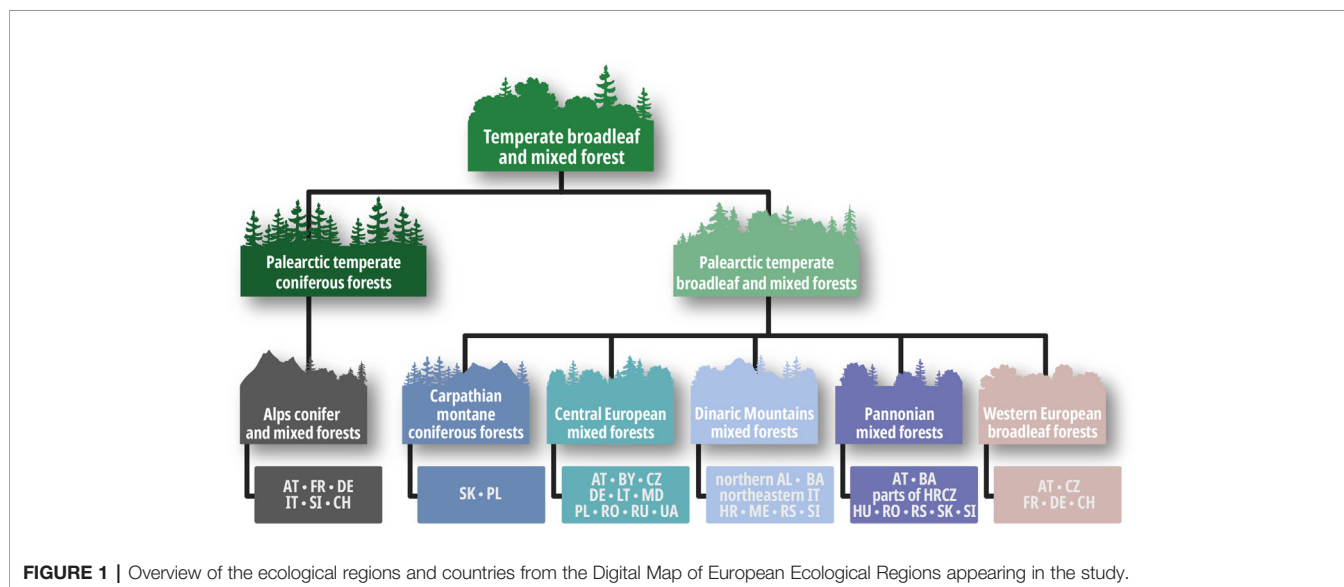 Temperate broadleaf
and mixed forest
Palearctic temperate
coniferous forests
Palearctic temperate
broadleaf and mixed forests
Alps conifer
and mixed forests
Carpathian
montane
coniferous forests
Central European
mixed forests
Dinaric Mountains
mixed forests
Pannonian
mixed forests
Western European
broadleaf forests
AT • FR • DE
IT • SI • CH
SK • PL
AT • BY • CZ
DE • LT • MD
PL • RO • RU • UA
northern AL • BA
northeastern IT
HR • ME • RS • SI
AT • BA
parts of HRCZ
HU • RO • RS • SK • SI
AT • CZ
FR • DE • CH
FIGURE 1 | Overview of the ecological regions and countries from the Digital Map of European Ecological Regions appearing in the study.